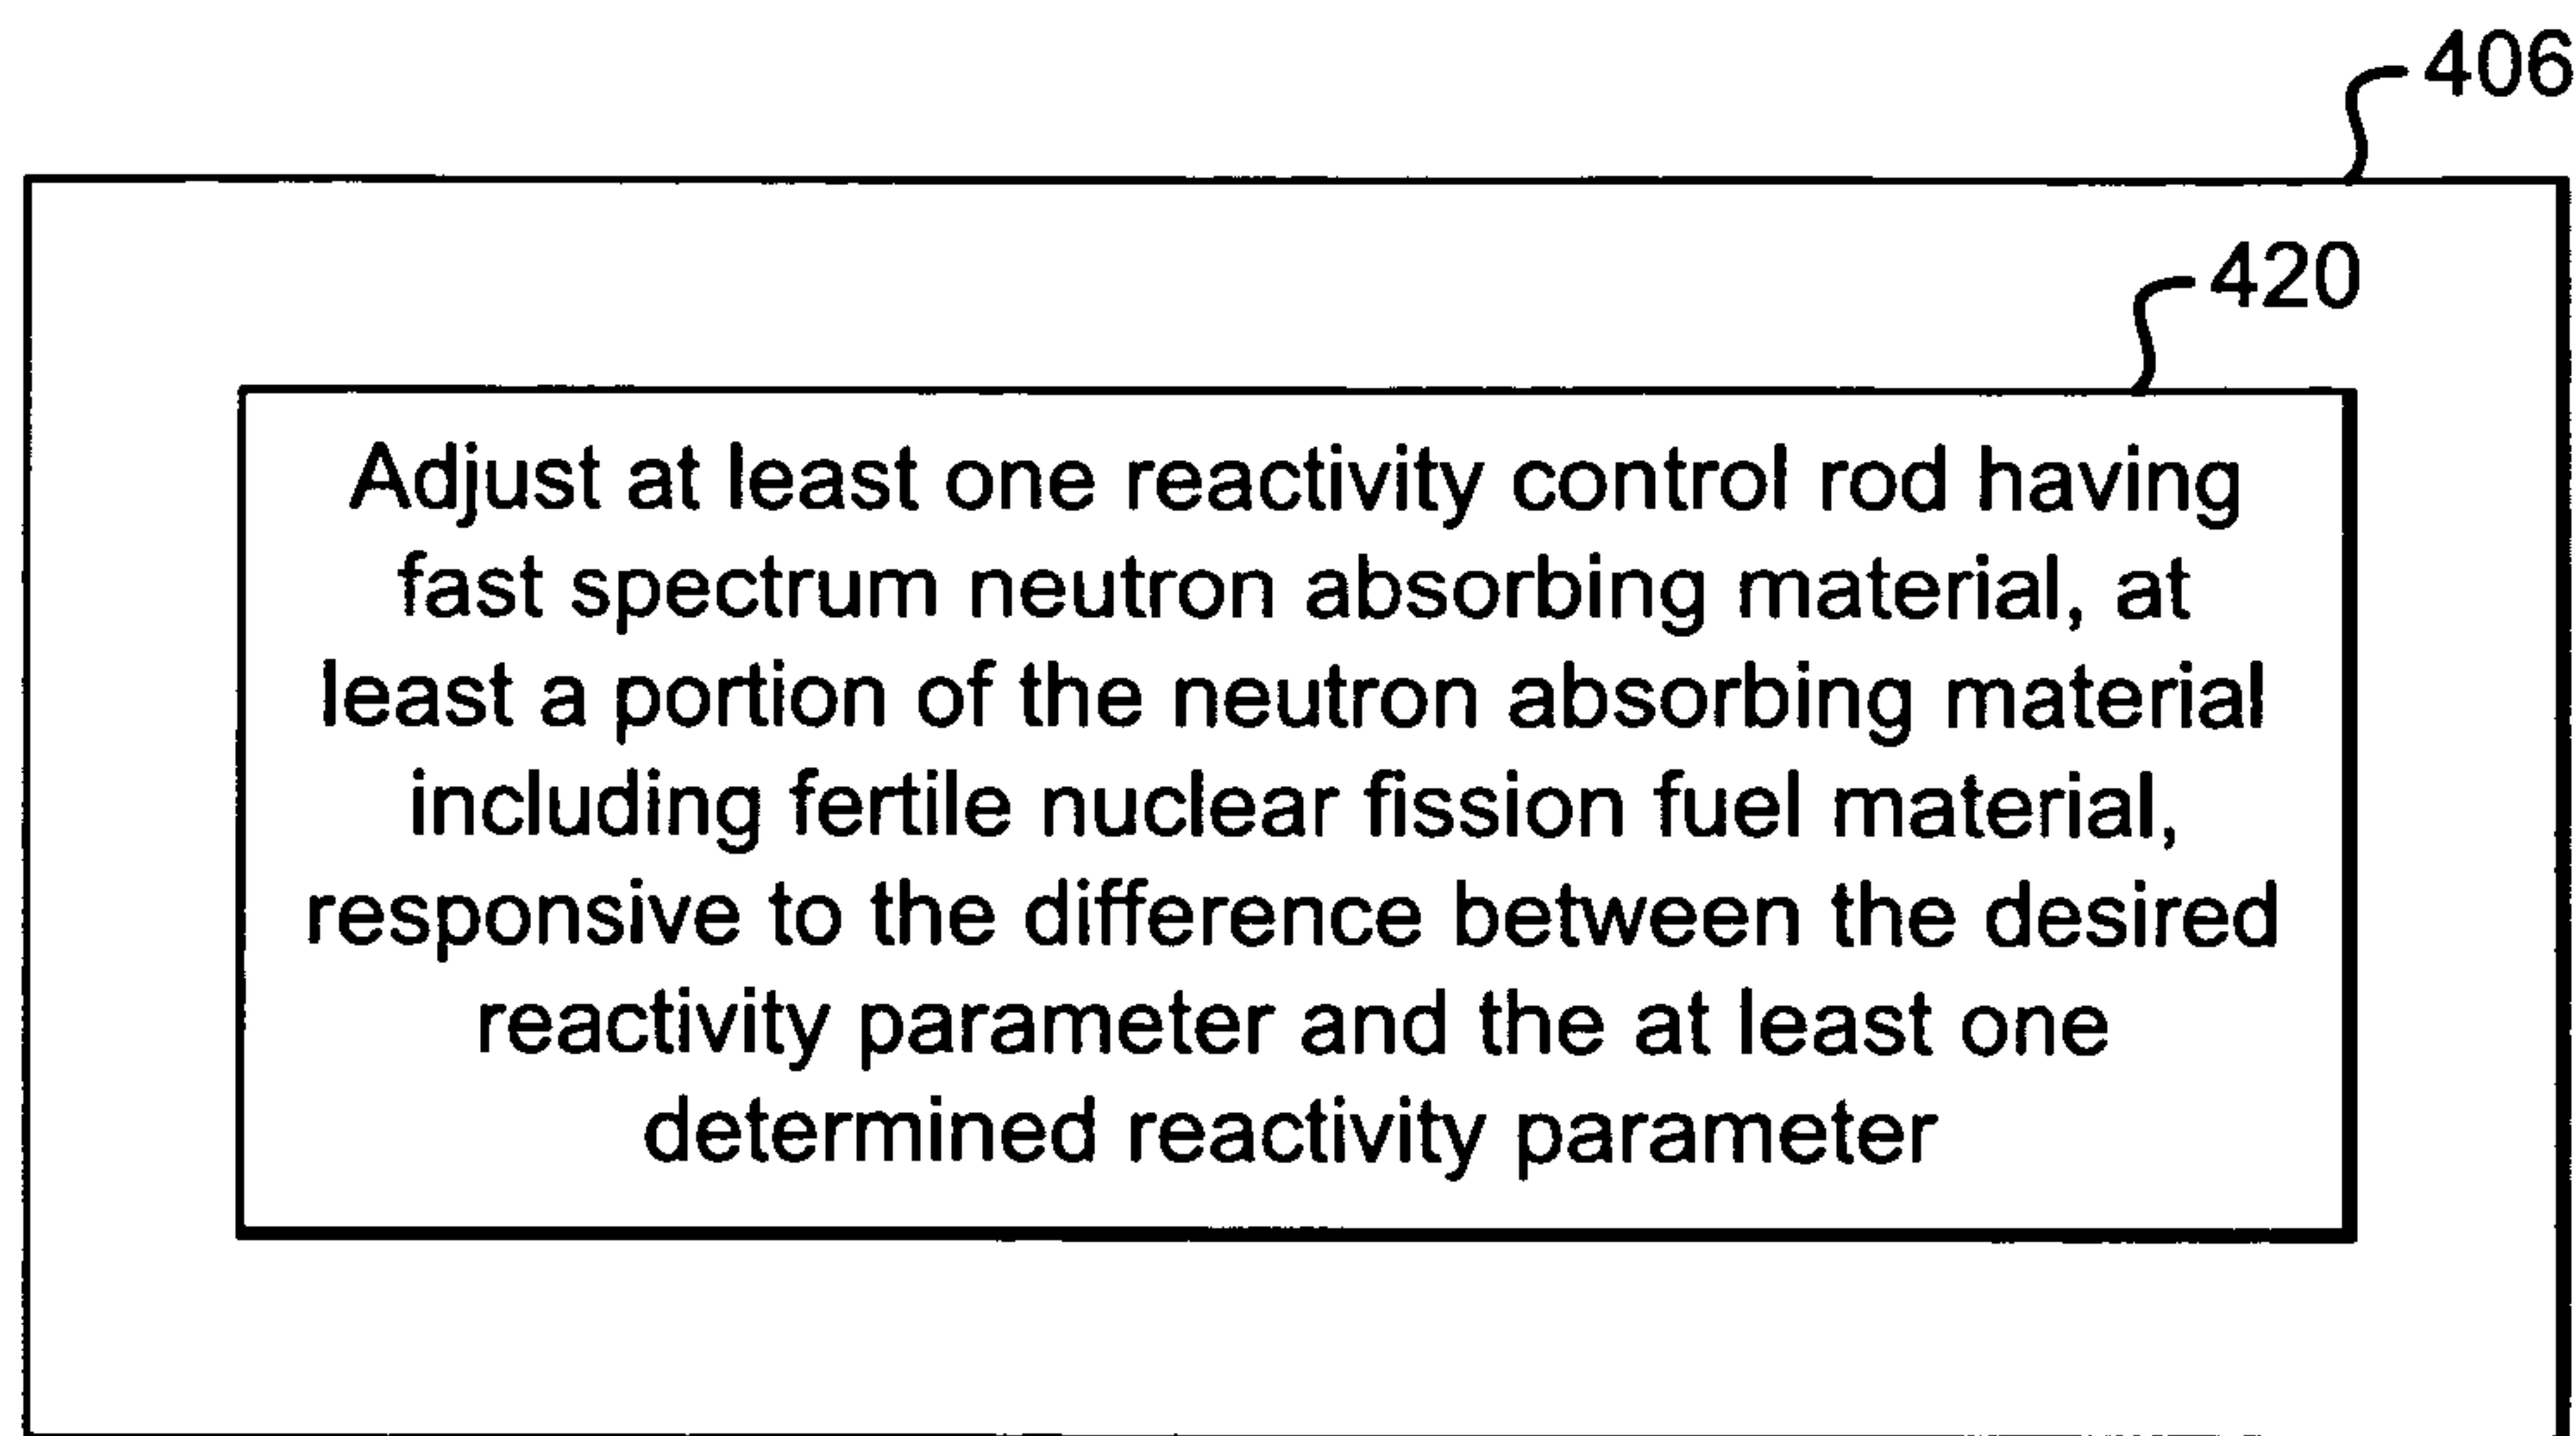 406
420
Adjust at least one reactivity control rod having
fast spectrum neutron absorbing material, at
least a portion of the neutron absorbing material
including fertile nuclear fission fuel material,
responsive to the difference between the desired
reactivity parameter and the at least one
determined reactivity parameter